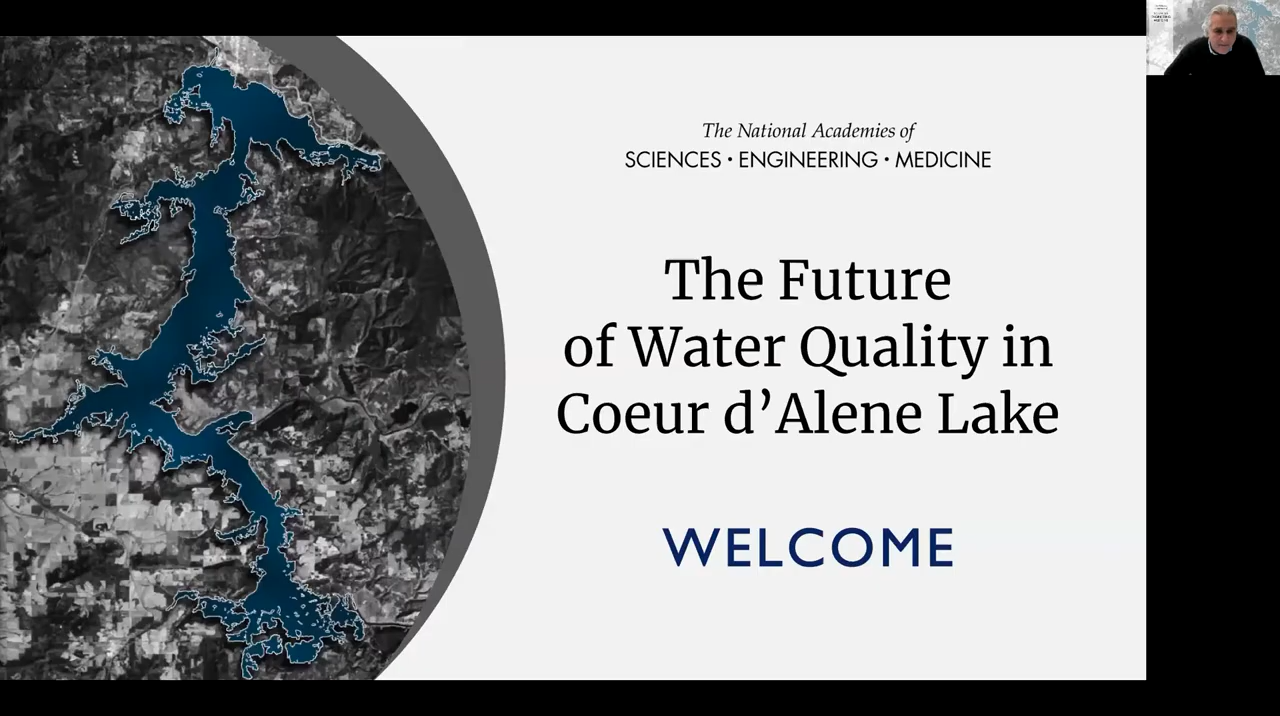 The National Academies of
SCIENCES • ENGINEERING • MEDICINE
The Future
of Water Quality in
Coeur d’Alene Lake
WELCOME